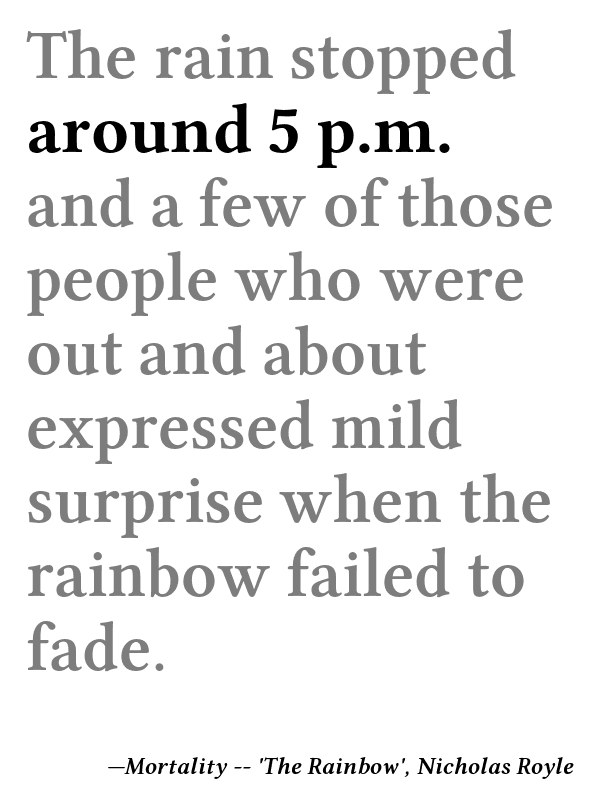 The rain stopped
around 5 p.m.
and a few of those
people who were
out and about
expressed mild
surprise when the
rainbow failed to
fade.
—Mortality -- 'The Rainbow', Nicholas Royle